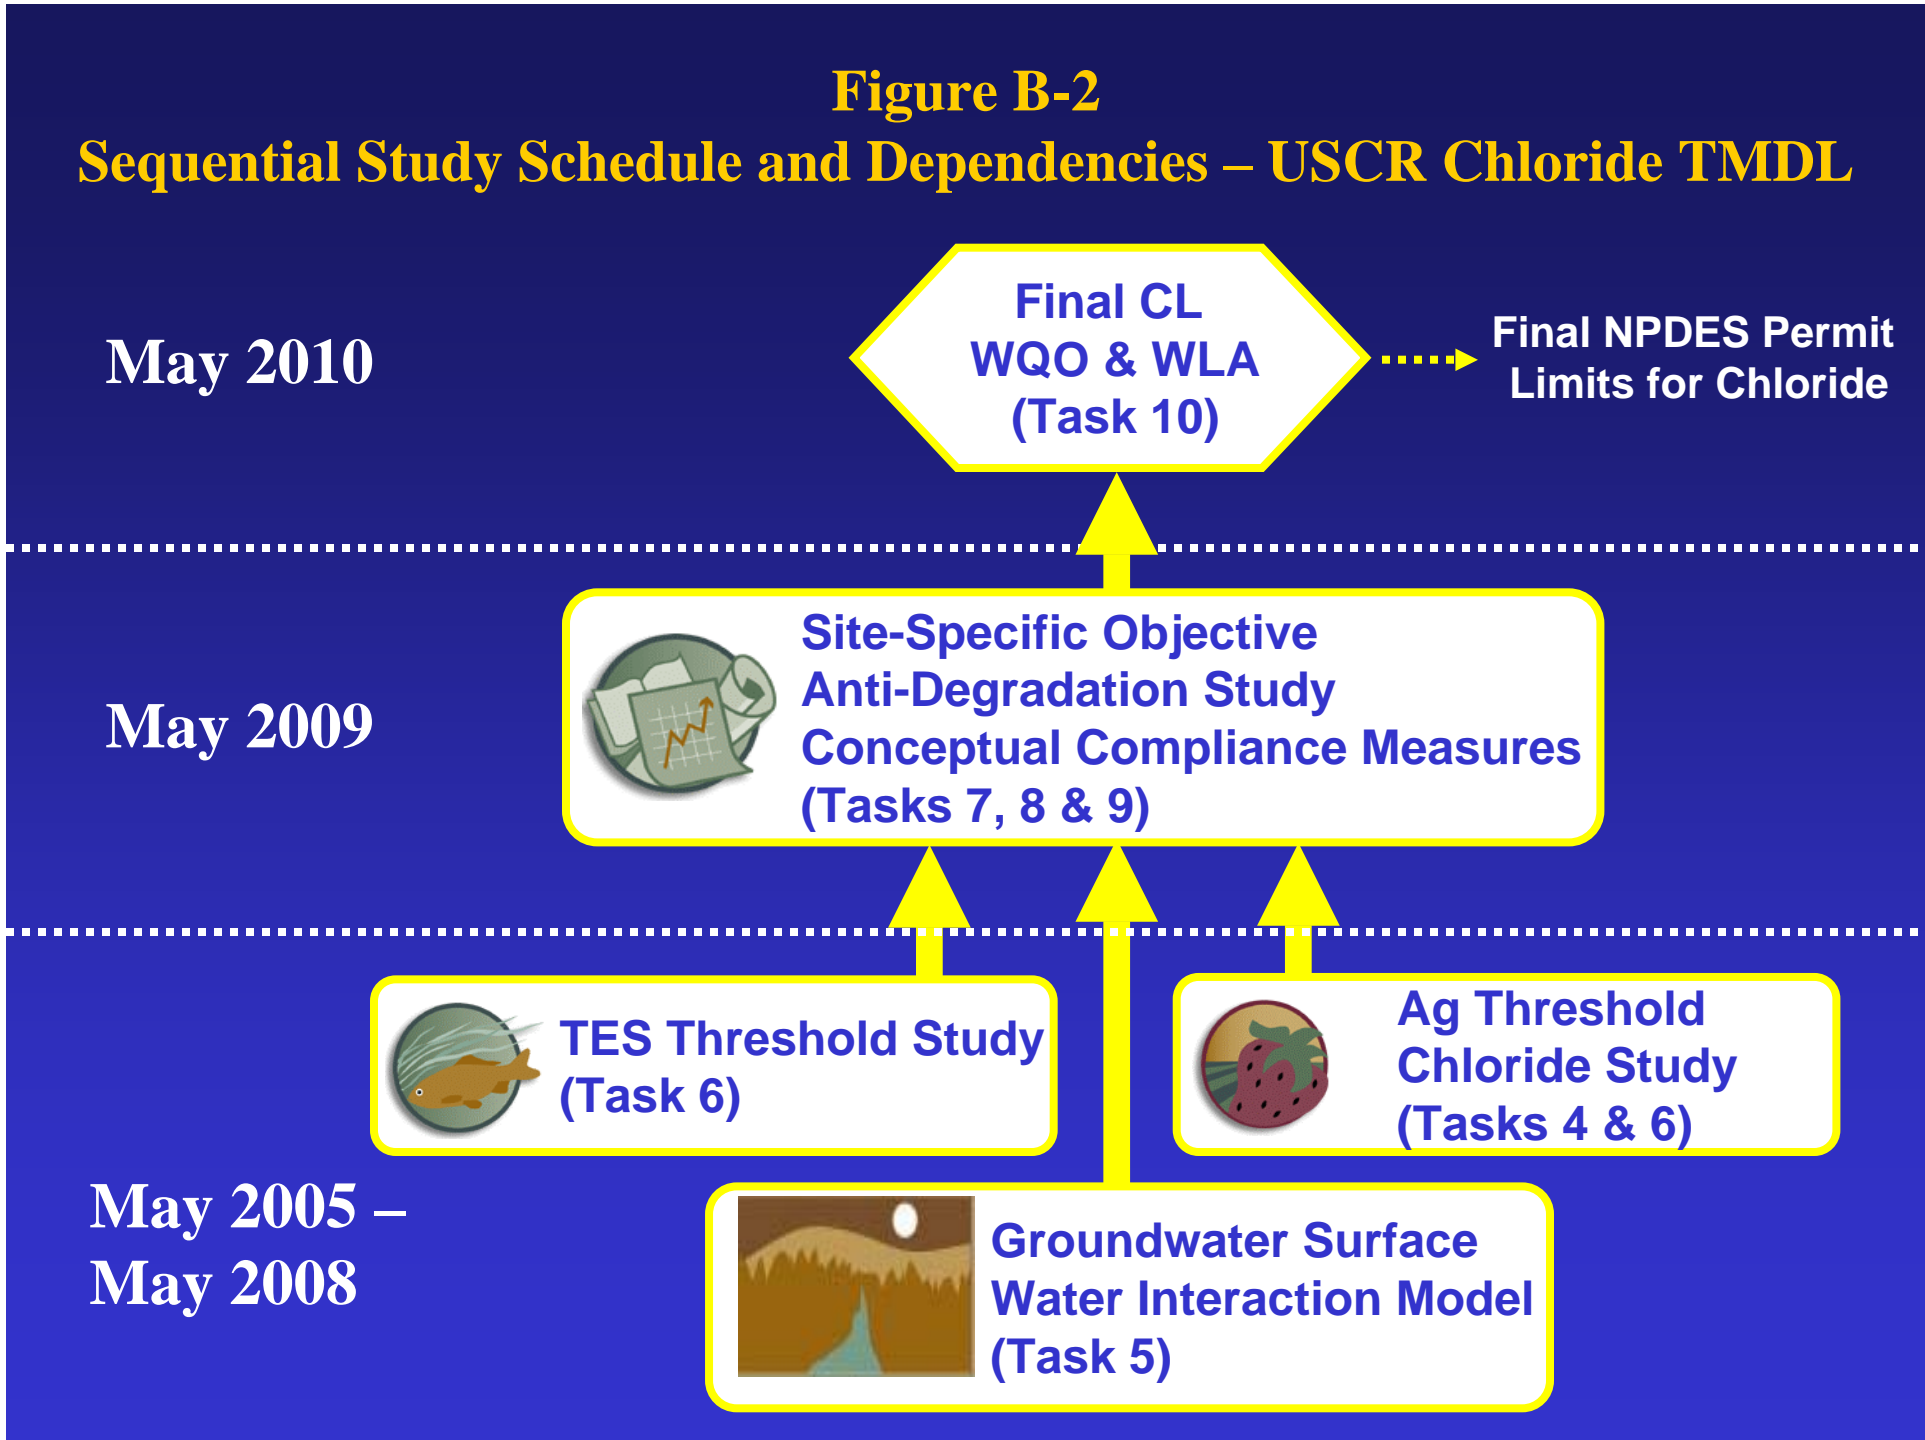 Figure B-2
Sequential Study Schedule and Dependencies – USCR Chloride TMDL
May 2010
Final CL
WQO & WLA
(Task 10)
Final NPDES Permit
Limits for Chloride
May 2009
Site-Specific Objective
Anti-Degradation Study
Conceptual Compliance Measures
(Tasks 7, 8 & 9)
TES Threshold Study
(Task 6)
Ag Threshold
Chloride Study
(Tasks 4 & 6)
May 2005 –
May 2008
Groundwater Surface
Water Interaction Model
(Task 5)